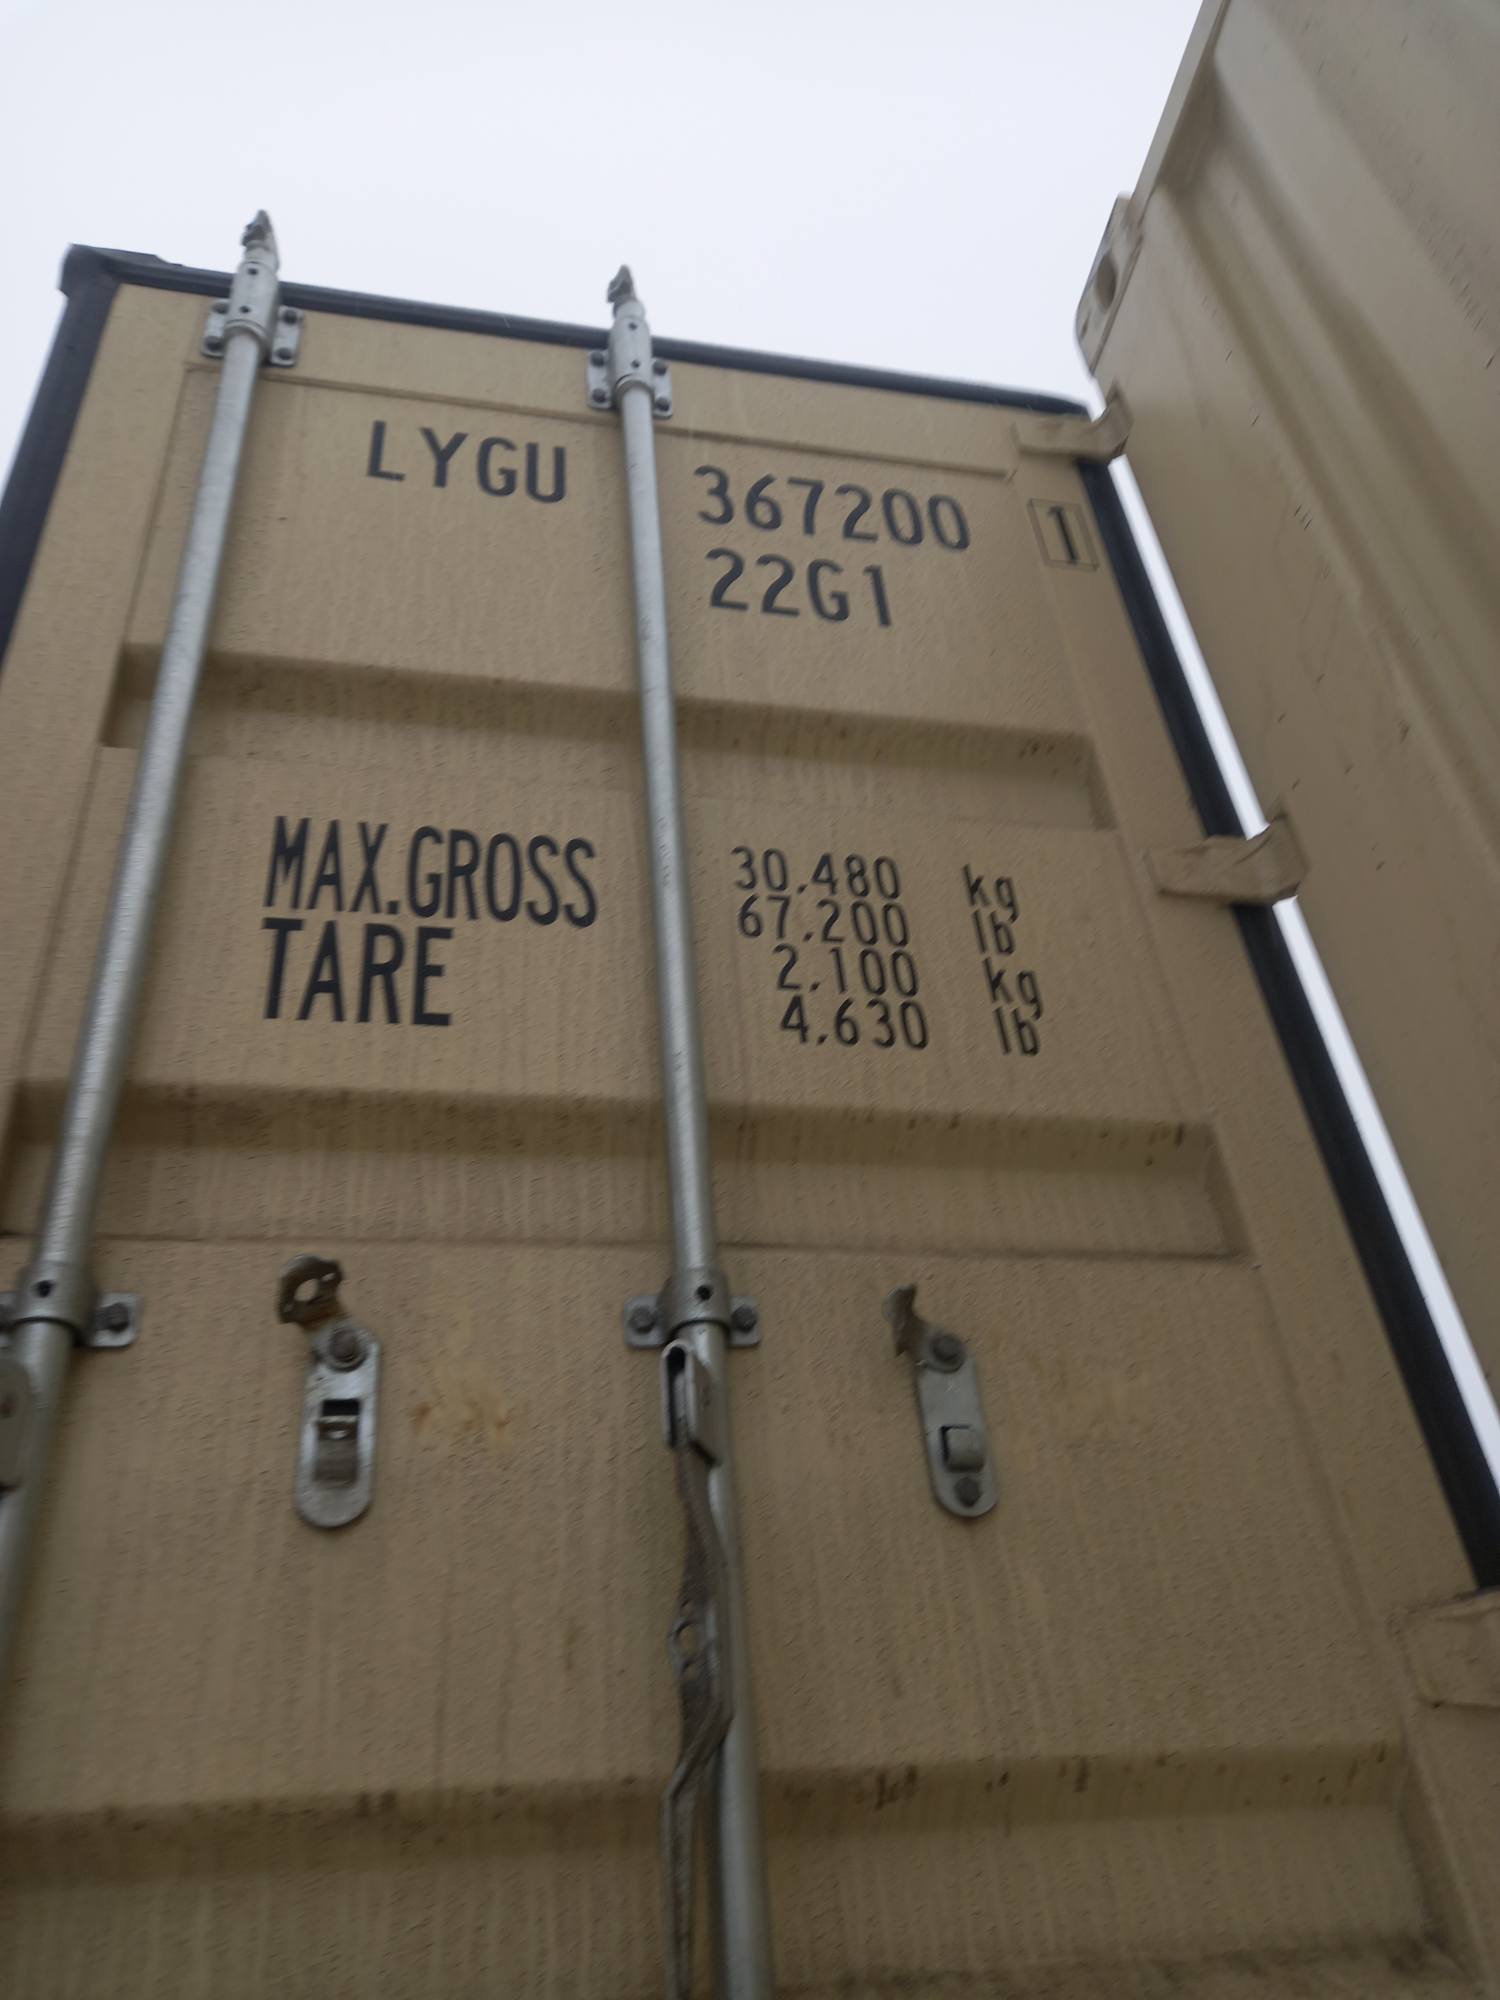 LYGU 367200 1
22G1
MAX.GROSS 30.480 kg
67.200 lb
TARE 2.100 kg
4.630 lb